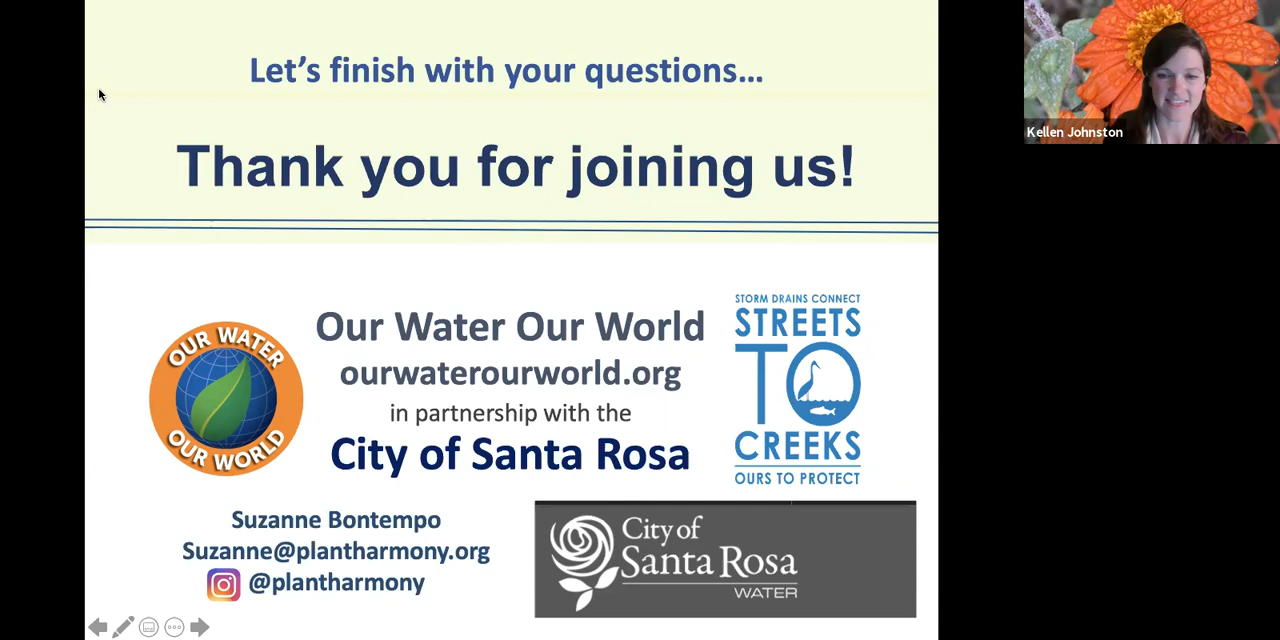 Let's finish with your questions…
Thank you for joining us!
OUR WATER
OUR WORLD
Our Water Our World
ourwaterourworld.org
in partnership with the
City of Santa Rosa
STORM DRAINS CONNECT
STREETS
TO
CREEKS
OURS TO PROTECT
Suzanne Bontempo
Suzanne@plantharmony.org
@plantharmony
City of
Santa Rosa
WATER
Kellen Johnston